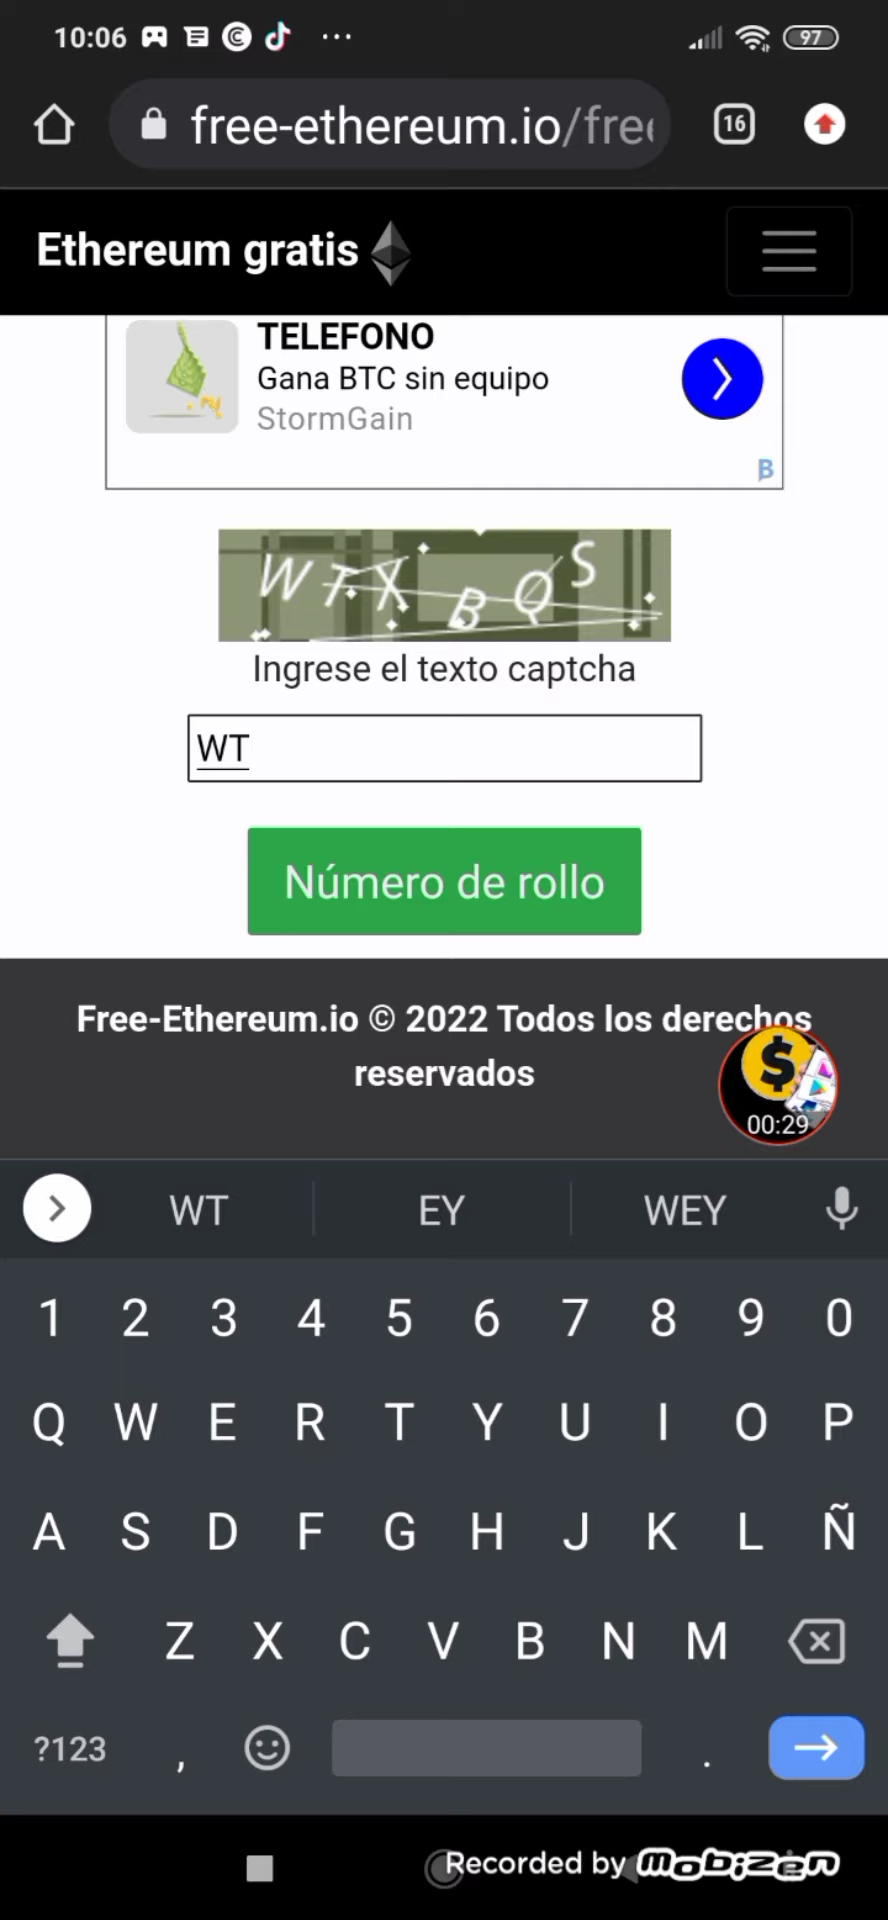 10:06
97
free-ethereum.io/free
16
Ethereum gratis
TELEFONO
Gana BTC sin equipo
StormGain
WTXBQS
Ingrese el texto captcha
WT
Número de rollo
Free-Ethereum.io © 2022 Todos los derechos
reservados
$
00:29
WT EY WEY
1 2 3 4 5 6 7 8 9 0
Q W E R T Y U I O P
A S D F G H J K L Ñ
Z X C V B N M
?123 , .
Recorded by mobizen